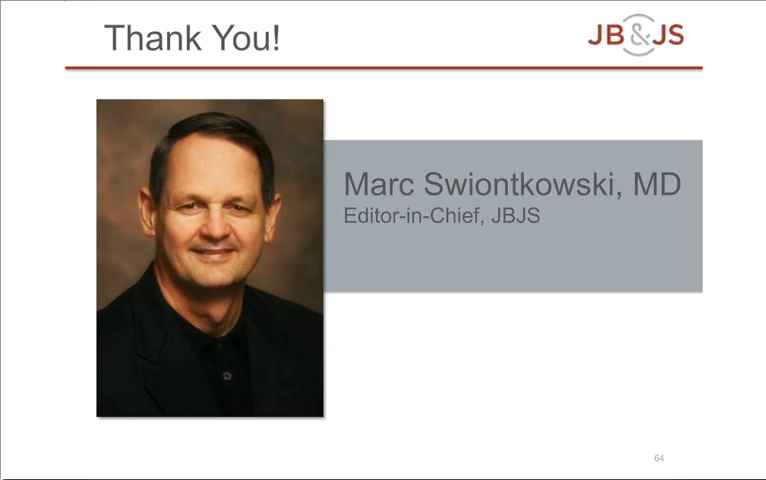 Thank You!
JB&JS
Marc Swiontkowski, MD
Editor-in-Chief, JBJS
64